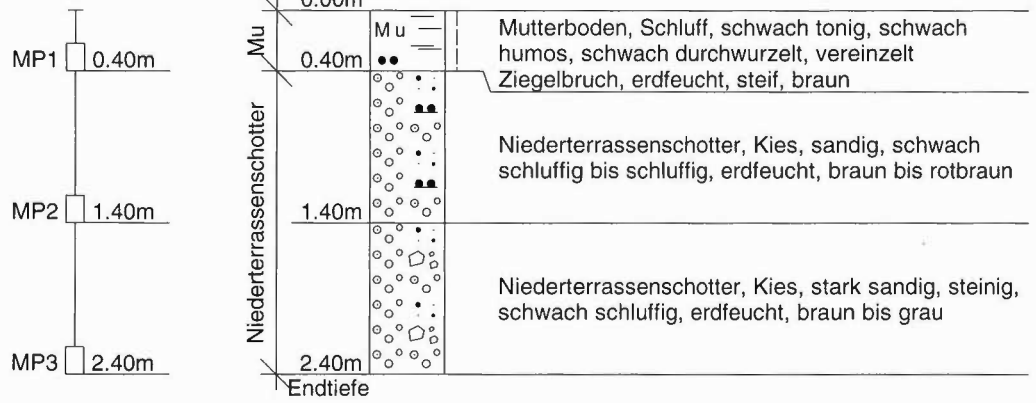 0.00m
Mu
Mu
MP1 0.40m
0.40m
Mutterboden, Schluff, schwach tonig, schwach
humos, schwach durchwurzelt, vereinzelt
Ziegelbruch, erdfeucht, steif, braun
Niederterrassenschotter
Niederterrassenschotter, Kies, sandig, schwach
schluffig bis schluffig, erdfeucht, braun bis rotbraun
MP2 1.40m
1.40m
Niederterrassenschotter, Kies, stark sandig, steinig,
schwach schluffig, erdfeucht, braun bis grau
MP3 2.40m
2.40m
Endtiefe